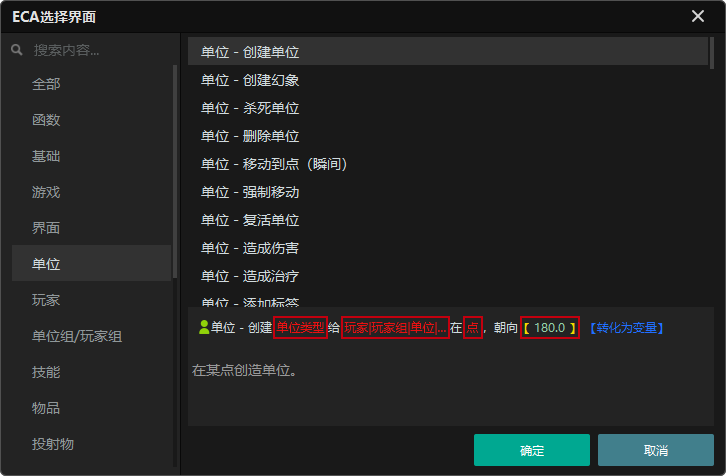 ECA选择界面
搜索内容...
全部
函数
基础
游戏
界面
单位
玩家
单位组/玩家组
技能
物品
投射物
单位 - 创建单位
单位 - 创建幻象
单位 - 杀死单位
单位 - 删除单位
单位 - 移动到点（瞬间）
单位 - 强制移动
单位 - 复活单位
单位 - 造成伤害
单位 - 造成治疗
单位 - 添加标签
单位 - 创建 单位类型 给 玩家|玩家组|单位|... 在 点 ，朝向 【 180.0 】 【转化为变量】
在某点创造单位。
确定
取消